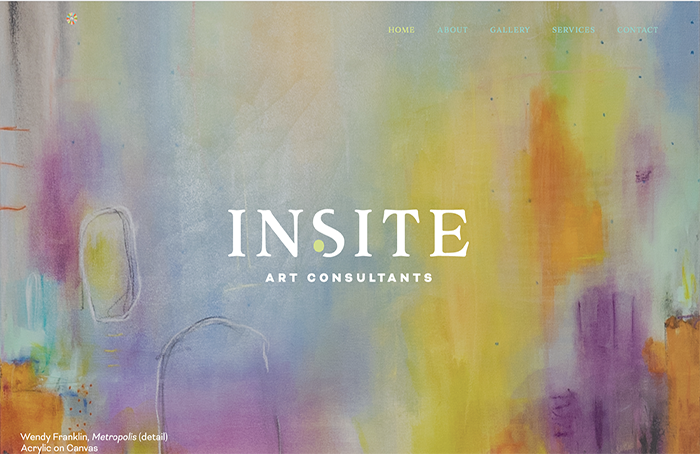 HOME ABOUT GALLERY SERVICES CONTACT
INSITE
ART CONSULTANTS
Wendy Franklin, Metropolis (detail)
Acrylic on Canvas